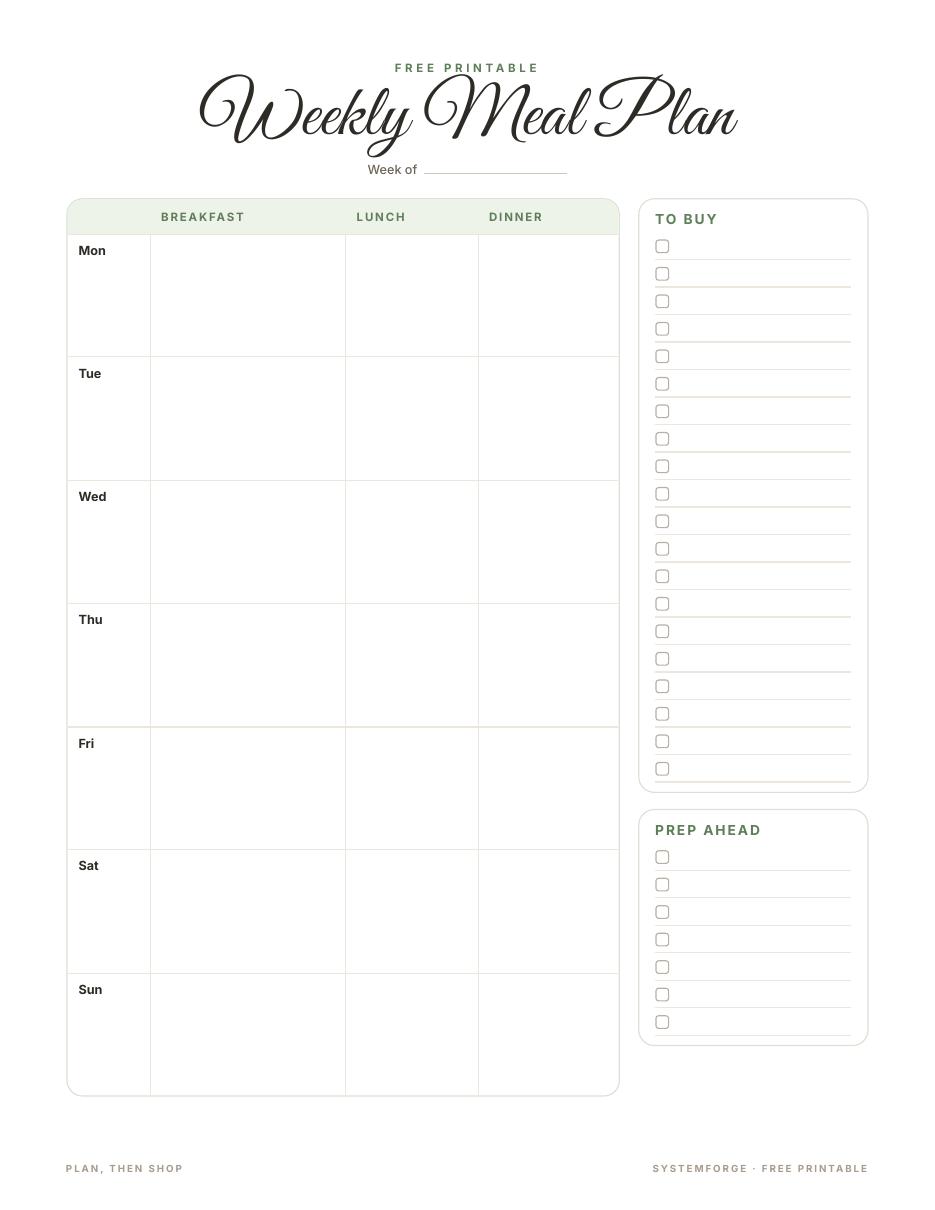 FREE PRINTABLE
Weekly Meal Plan
Week of
BREAKFAST LUNCH DINNER
Mon
Tue
Wed
Thu
Fri
Sat
Sun
TO BUY
PREP AHEAD
PLAN, THEN SHOP
SYSTEMFORGE · FREE PRINTABLE